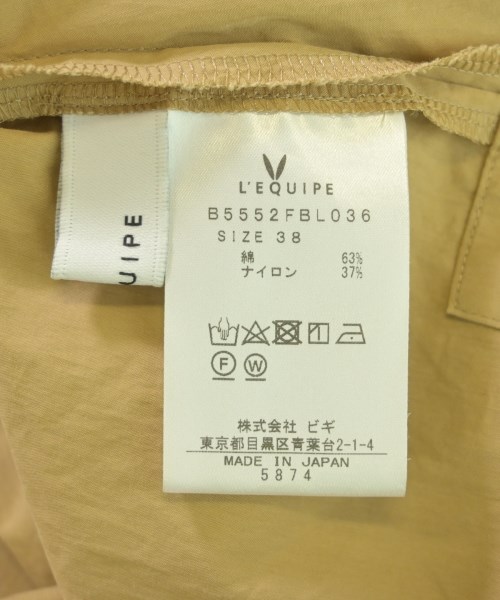 L'EQUIPE
B5552FBL036
SIZE 38
綿 63%
ナイロン 37%
F W
株式会社 ビギ
東京都目黒区青葉台2-1-4
MADE IN JAPAN
5874
UIPE